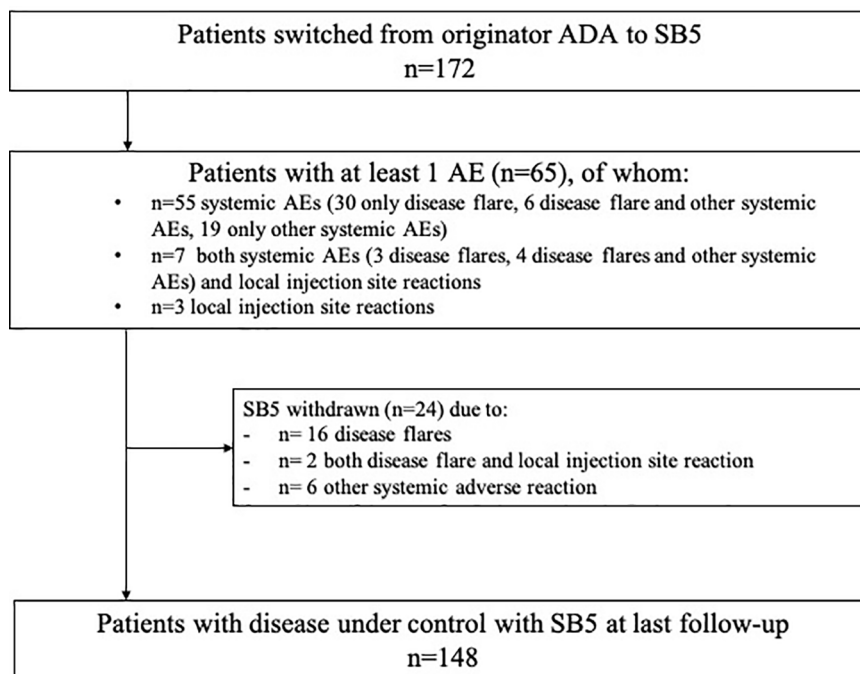 Patients switched from originator ADA to SB5
n=172
Patients with at least 1 AE (n=65), of whom:
• n=55 systemic AEs (30 only disease flare, 6 disease flare and other systemic
AEs, 19 only other systemic AEs)
• n=7 both systemic AEs (3 disease flares, 4 disease flares and other systemic
AEs) and local injection site reactions
• n=3 local injection site reactions
SB5 withdrawn (n=24) due to:
- n= 16 disease flares
- n= 2 both disease flare and local injection site reaction
- n= 6 other systemic adverse reaction
Patients with disease under control with SB5 at last follow-up
n=148